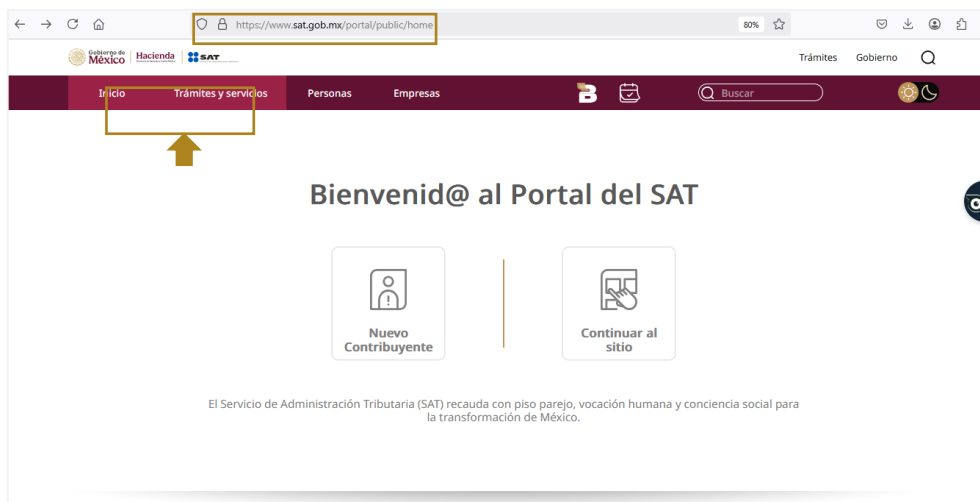 https://www.sat.gob.mx/portal/public/home
80%
Gobierno de
México
Hacienda
SAT
Trámites
Gobierno
Inicio
Trámites y servicios
Personas
Empresas
B
Buscar
Bienvenid@ al Portal del SAT
Nuevo
Contribuyente
Continuar al
sitio
El Servicio de Administración Tributaria (SAT) recauda con piso parejo, vocación humana y conciencia social para
la transformación de México.